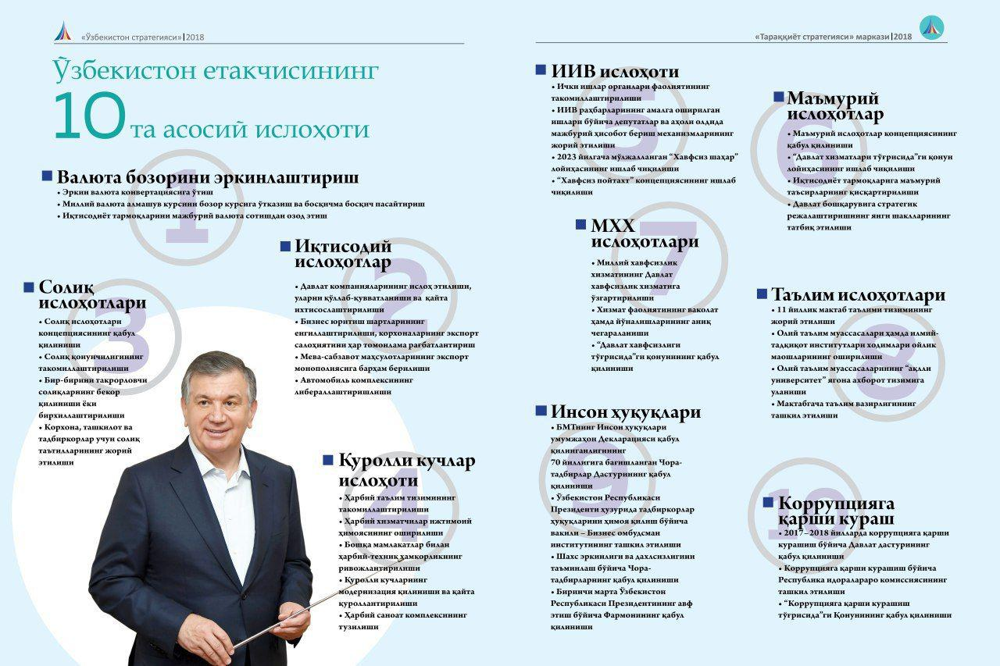 «Ўзбекистон стратегияси»|2018
Ўзбекистон етакчисининг
10 та асосий ислоҳоти
1
Валюта бозорини эркинлаштириш
• Эркин валюта конвертациясига ўтиш
• Миллий валюта алмашув курсини бозор курсига ўтказиш ва босқичма босқич пасайтириш
• Иқтисодиёт тармоқларини мажбурий валюта сотишдан озод этиш
2
Иқтисодий
ислоҳотлар
• Давлат компанияларининг ислоҳ этилиши,
уларни қўллаб-қувватланиши ва қайта
ихтисослаштирилиши
• Бизнес юритиш шартларининг
енгиллаштирилиши, корхоналарнинг экспорт
салоҳиятини ҳар томонлама рағбатлантириш
• Мева-сабзавот маҳсулотларининг экспорт
монополиясига барҳам берилиши
• Автомобиль комплексининг
либераллаштиришлиши
3
Солиқ
ислоҳотлари
• Солиқ ислоҳотлари
концепциясининг қабул
қилиниши
• Солиқ қонунчилигининг
такомиллаштирилиши
• Бир-бирини такрорловчи
солиқларнинг бекор
қилиниши ёки
бирхиллаштирилиши
• Корхона, ташкилот ва
тадбиркорлар учун солиқ
таътилларининг жорий
этилиши
4
Қуролли кучлар
ислоҳоти
• Ҳарбий таълим тизимининг
такомиллаштирилиши
• Ҳарбий хизматчилар ижтимоий
ҳимоясининг оширилиши
• Бошқа мамлакатлар билан
ҳарбий-техник ҳамкорликнинг
ривожлантирилиши
• Қуролли кучларнинг
модернизация қилиниши ва қайта
қуроллантирилиши
• Ҳарбий саноат комплексининг
тузилиши
«Тараққиёт стратегияси» маркази|2018
5
ИИВ ислоҳоти
• Ички ишлар органлари фаолиятининг
такомиллаштирилиши
• ИИВ раҳбарларининг амалга оширилган
ишлари бўйича депутатлар ва аҳоли олдида
мажбурий ҳисобот бериш механизмларининг
жорий этилиши
• 2023 йилгача мўлжалланган “Хавфсиз шаҳар”
лойиҳасининг ишлаб чиқилиши
• “Хавфсиз пойтахт” концепциясининг ишлаб
чиқилиши
6
Маъмурий
ислоҳотлар
• Маъмурий ислоҳотлар концепциясининг
қабул қилиниши
• “Давлат хизматлари тўғрисида”ги қонун
лойиҳасининг ишлаб чиқилиши
• Иқтисодиёт тармоқларига маъмурий
таъсирларнинг қисқартирилиши
• Давлат бошқарувига стратегик
режалаштиришнинг янги шаклларининг
татбиқ этилиши
7
МХХ
ислоҳотлари
• Миллий хавфсизлик
хизматининг Давлат
хавфсизлик хизматига
ўзгартирилиши
• Хизмат фаолиятининг ваколат
ҳамда йўналишларининг аниқ
чегараланиши
• “Давлат хавфсизлиги
тўғрисида”ги қонунининг қабул
қилиниши
8
Таълим ислоҳотлари
• 11 йиллик мактаб таълими тизимининг
жорий этилиши
• Олий таълим муассасалари ҳамда илмий-
тадқиқот институтлари ходимлари ойлик
маошларининг оширилиши
• Олий таълим муассасаларининг “ақлли
университет” ягона ахборот тизимига
уланиши
• Мактабгача таълим вазирлигининг
ташкил этилиши
9
Инсон ҳуқуқлари
• БМТнинг Инсон ҳуқуқлари
умумжаҳон Декларацияси қабул
қилинганлигининг
70 йиллигига бағишланган Чора-
тадбирлар Дастурининг қабул
қилиниши
• Ўзбекистон Республикаси
Президенти ҳузурида тадбиркорлар
ҳуқуқларини ҳимоя қилиш бўйича
вакили – Бизнес омбудсман
институтининг ташкил этилиши
• Шахс эркинлиги ва дахлсизлигини
таъминлаш бўйича Чора-
тадбирларнинг қабул қилиниши
• Биринчи марта Ўзбекистон
Республикаси Президентининг авф
этиш бўйича Фармонининг қабул
қилиниши
10
Коррупцияга
қарши кураш
• 2017–2018 йилларда коррупцияга қарши
курашиш бўйича Давлат дастурининг
қабул қилиниши
• Коррупцияга қарши курашиш бўйича
Республика идоралараро комиссиясининг
ташкил этилиши
• “Коррупцияга қарши курашиш
тўғрисида”ги Қонунининг қабул қилиниши